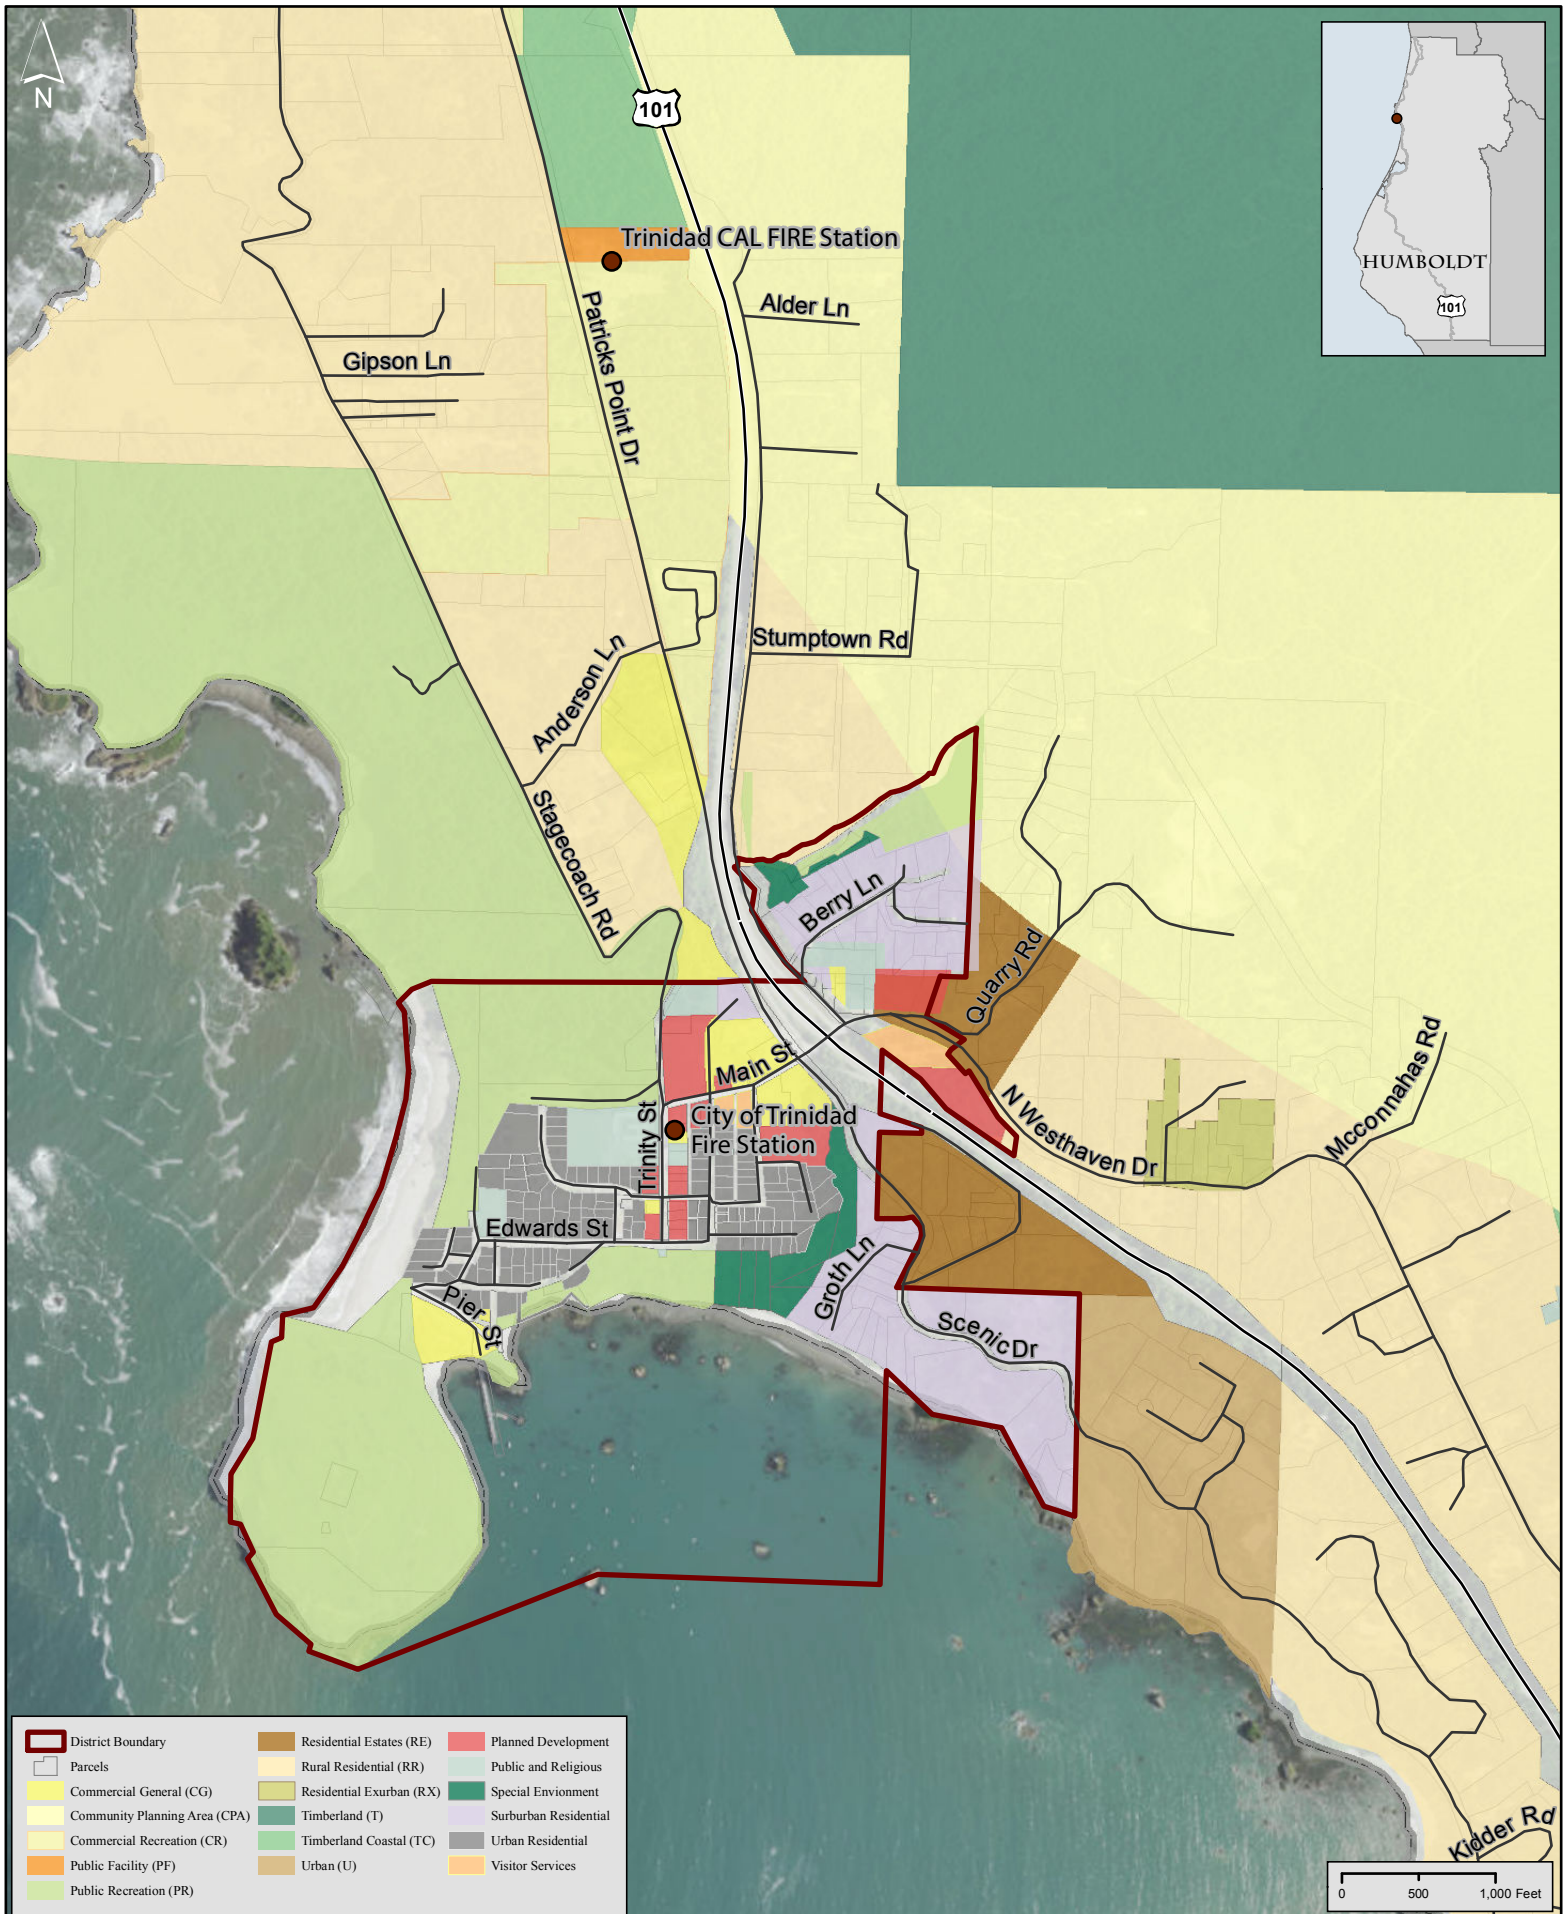 N
101
HUMBOLDT
101
Trinidad CAL FIRE Station
Alder Ln
Patricks Point Dr
Gipson Ln
Stumptown Rd
Anderson Ln
Stagecoach Rd
Berry Ln
Quarry Rd
Main St
N Westhaven Dr
Mcconnahas Rd
City of Trinidad
Fire Station
Trinity St
Edwards St
Groth Ln
Pier St
Scenic Dr
Kidder Rd
District Boundary
Parcels
Commercial General (CG)
Community Planning Area (CPA)
Commercial Recreation (CR)
Public Facility (PF)
Public Recreation (PR)
Residential Estates (RE)
Rural Residential (RR)
Residential Exurban (RX)
Timberland (T)
Timberland Coastal (TC)
Urban (U)
Planned Development
Public and Religious
Special Envionment
Surburban Residential
Urban Residential
Visitor Services
0 500 1,000 Feet